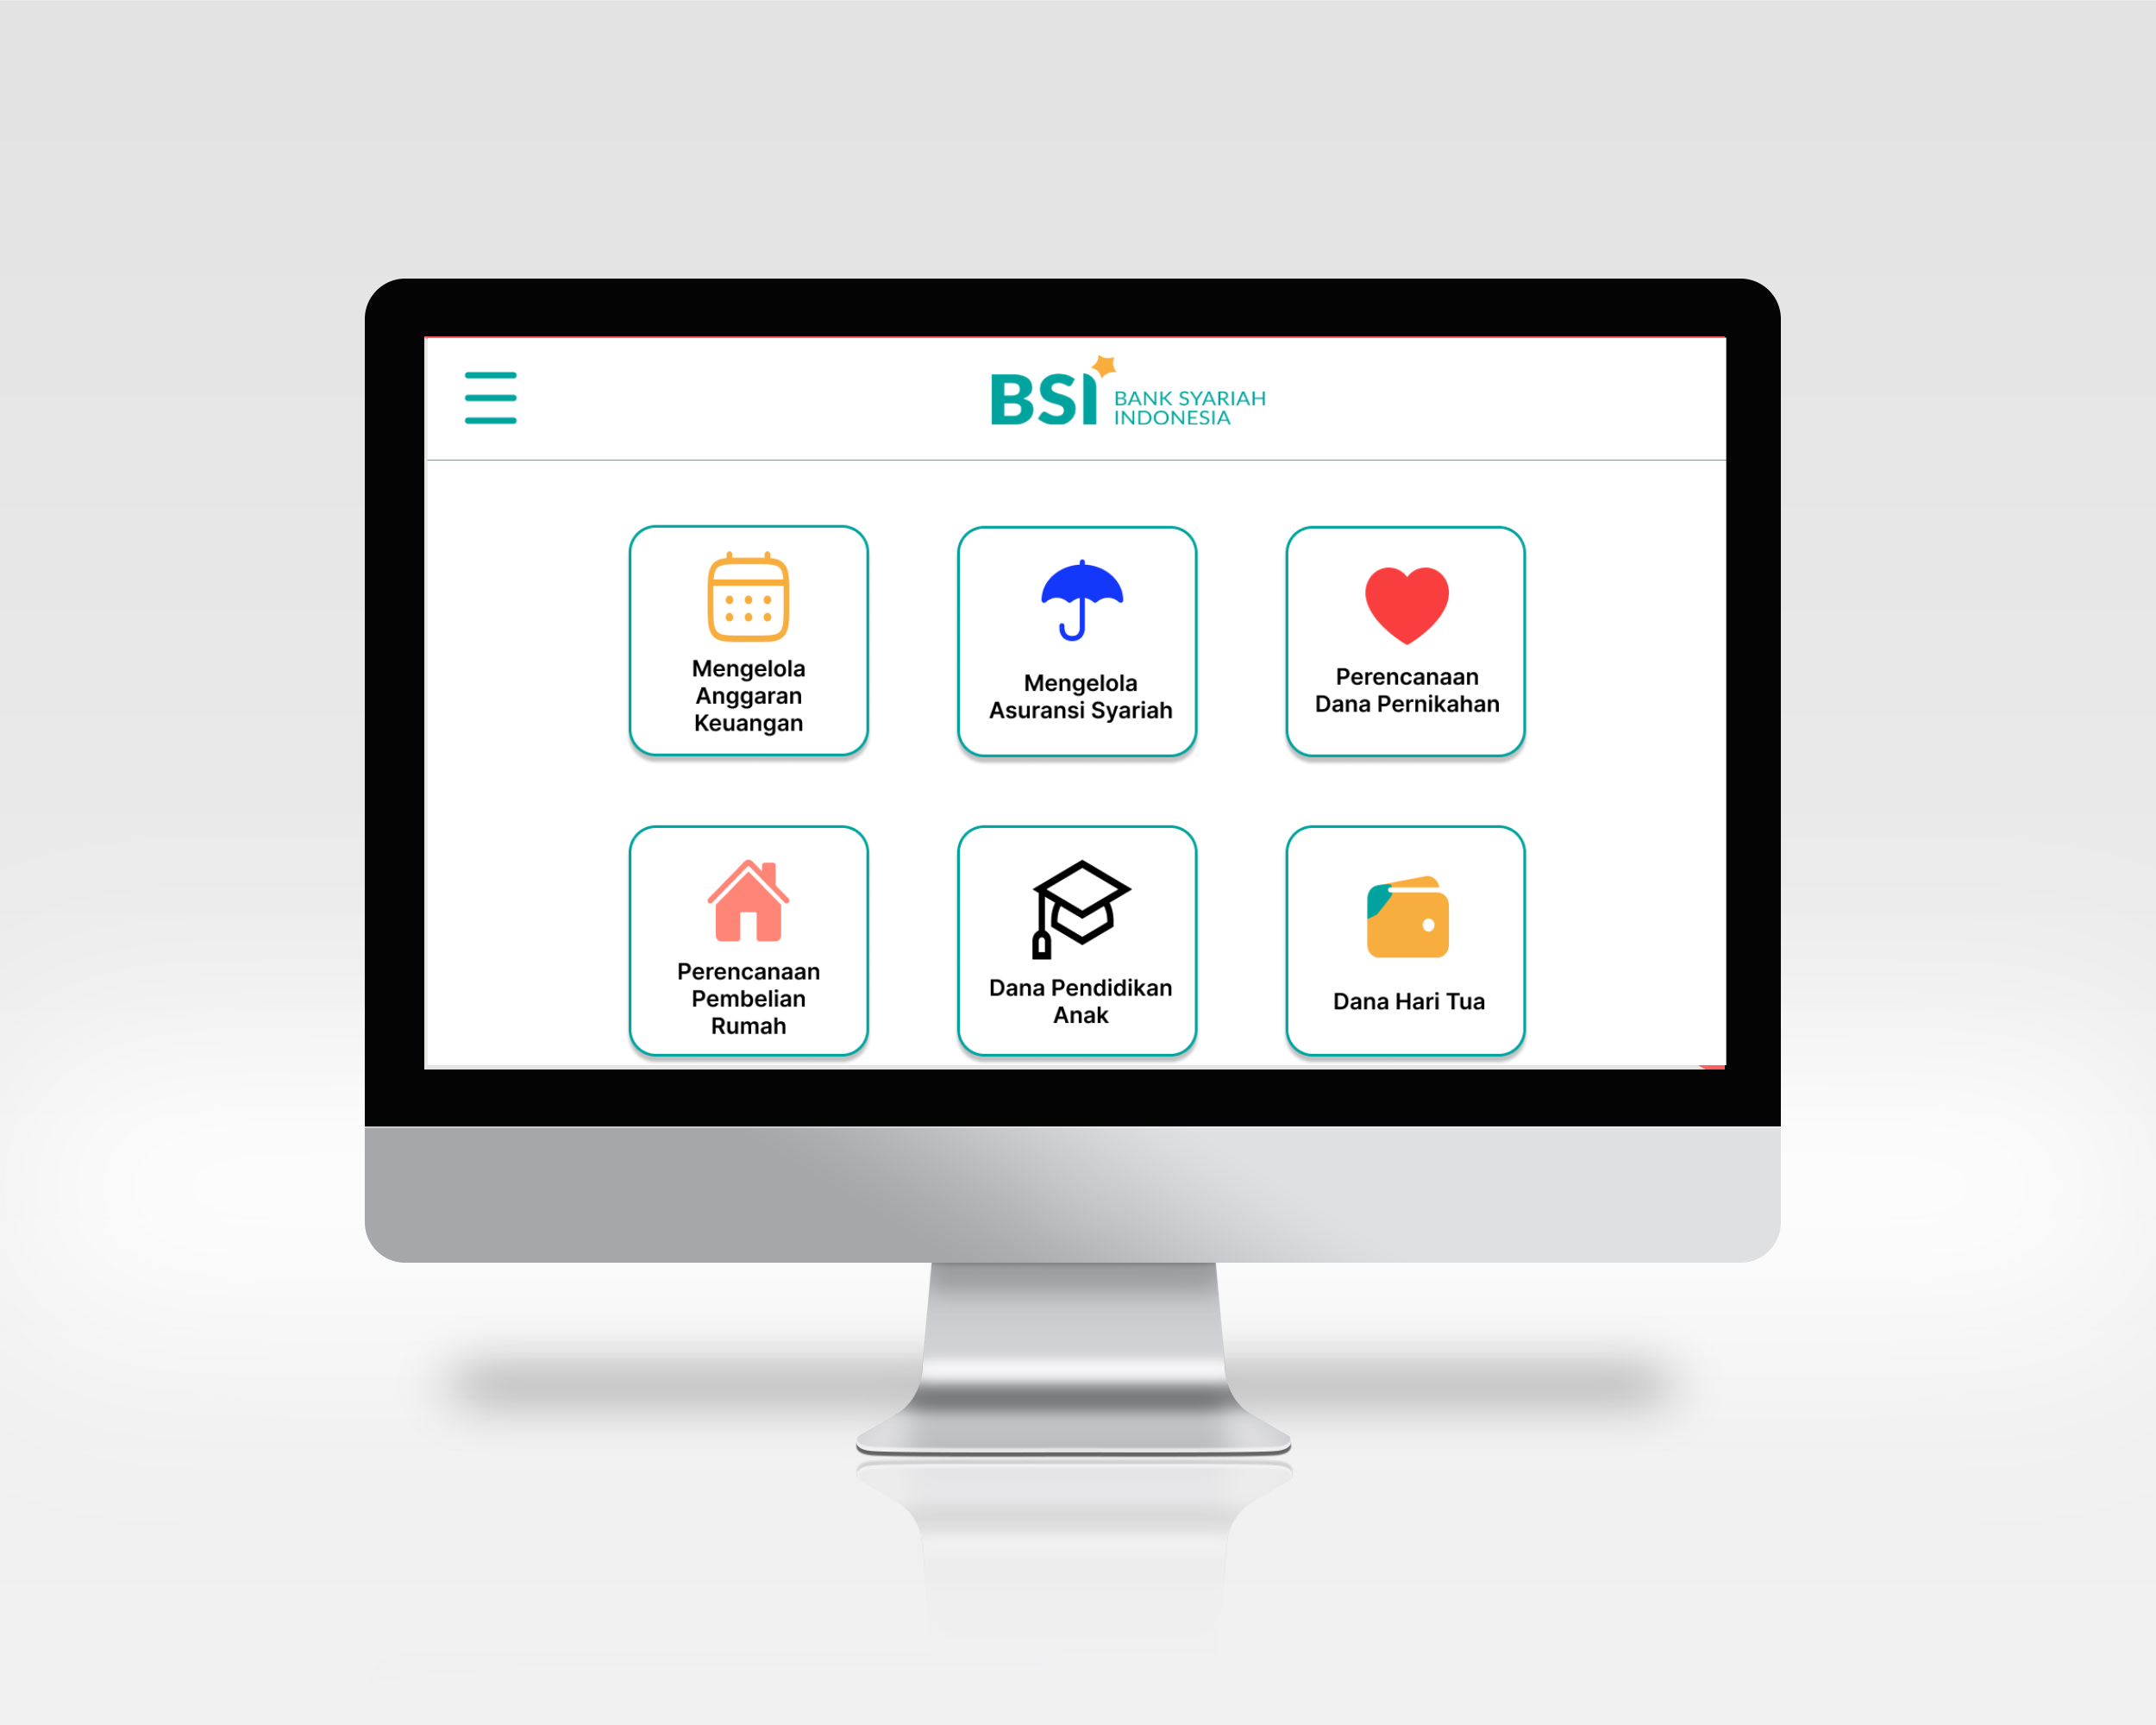 BSI BANK SYARIAH
INDONESIA
Mengelola
Anggaran
Keuangan
Mengelola
Asuransi Syariah
Perencanaan
Dana Pernikahan
Perencanaan
Pembelian
Rumah
Dana Pendidikan
Anak
Dana Hari Tua